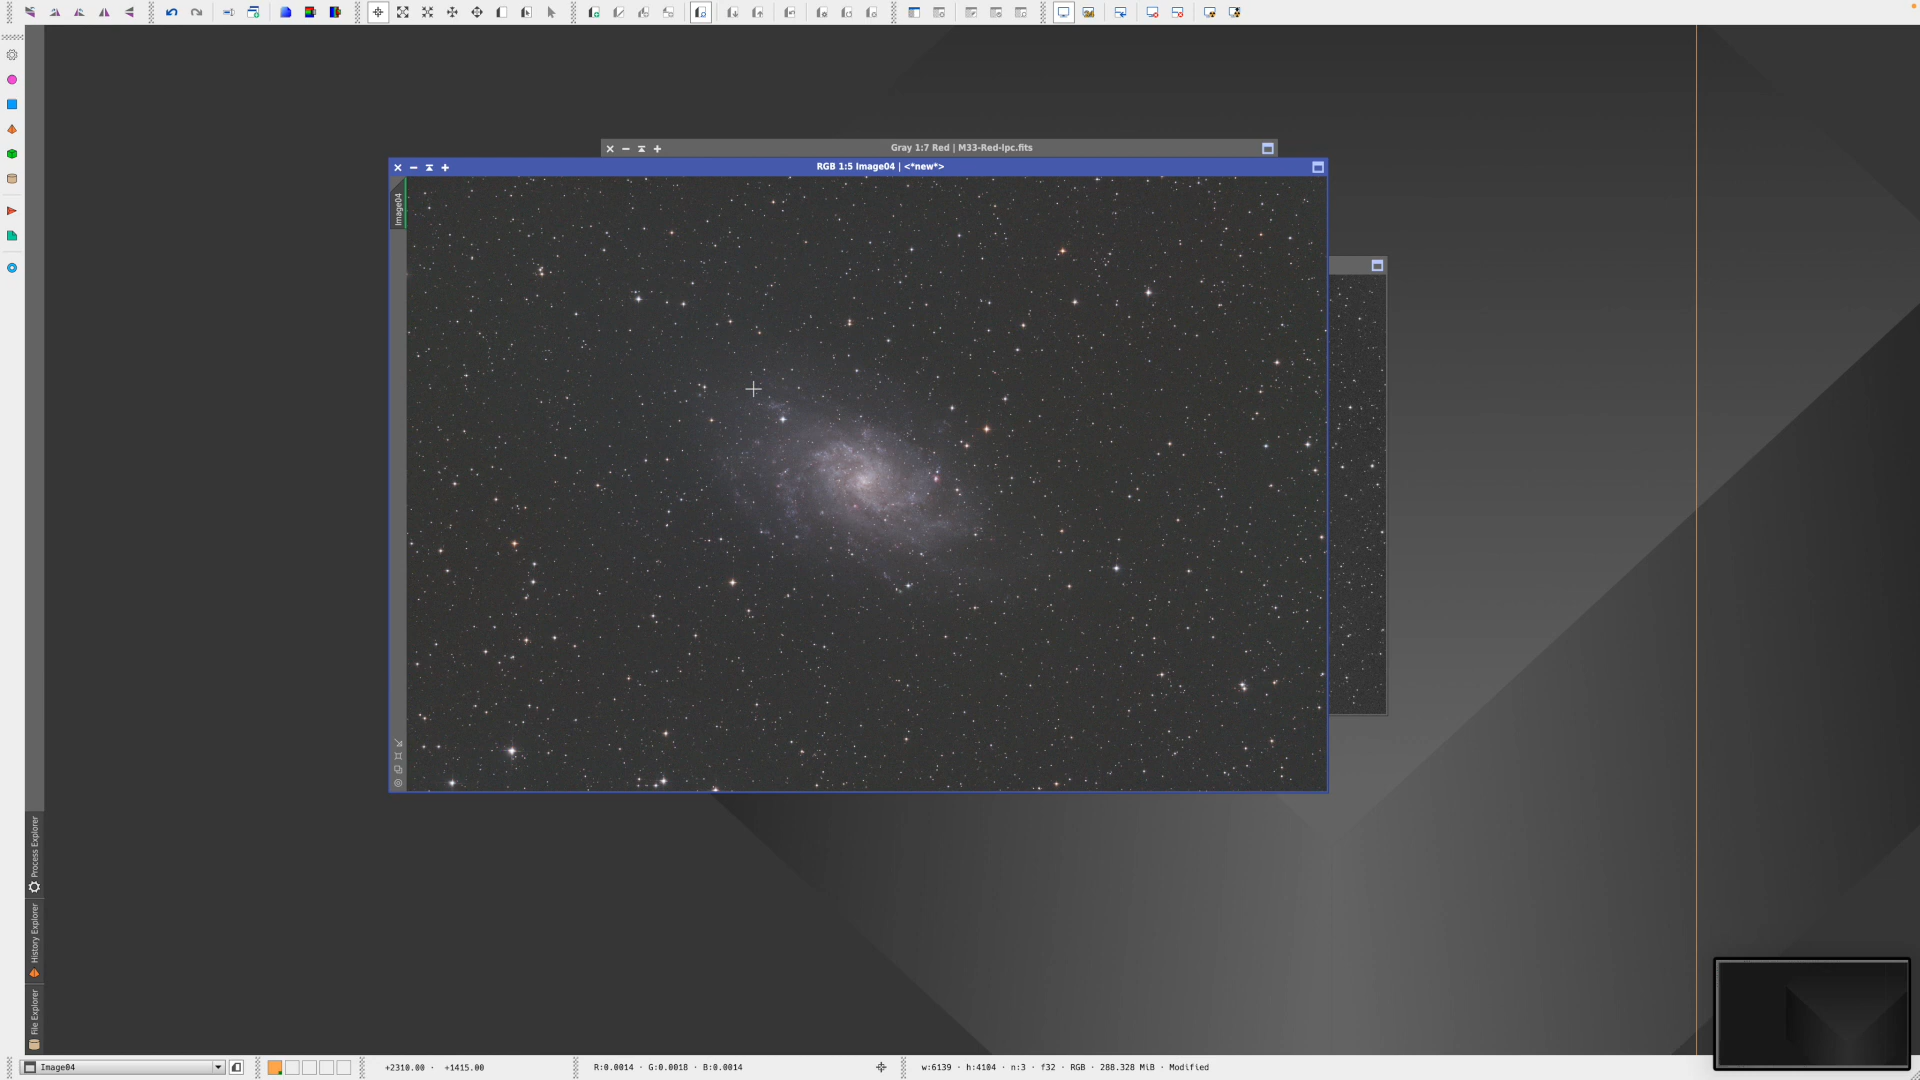 Gray 1:7 Red | M33-Red-lpc.fits
RGB 1:5 Image04 | <*new*>
Image04
Process Explorer
History Explorer
File Explorer
Image04
+2310.00 · +1415.00
R:0.0014 · G:0.0018 · B:0.0014
w:6139 · h:4104 · n:3 · f32 · RGB · 288.328 MiB · Modified